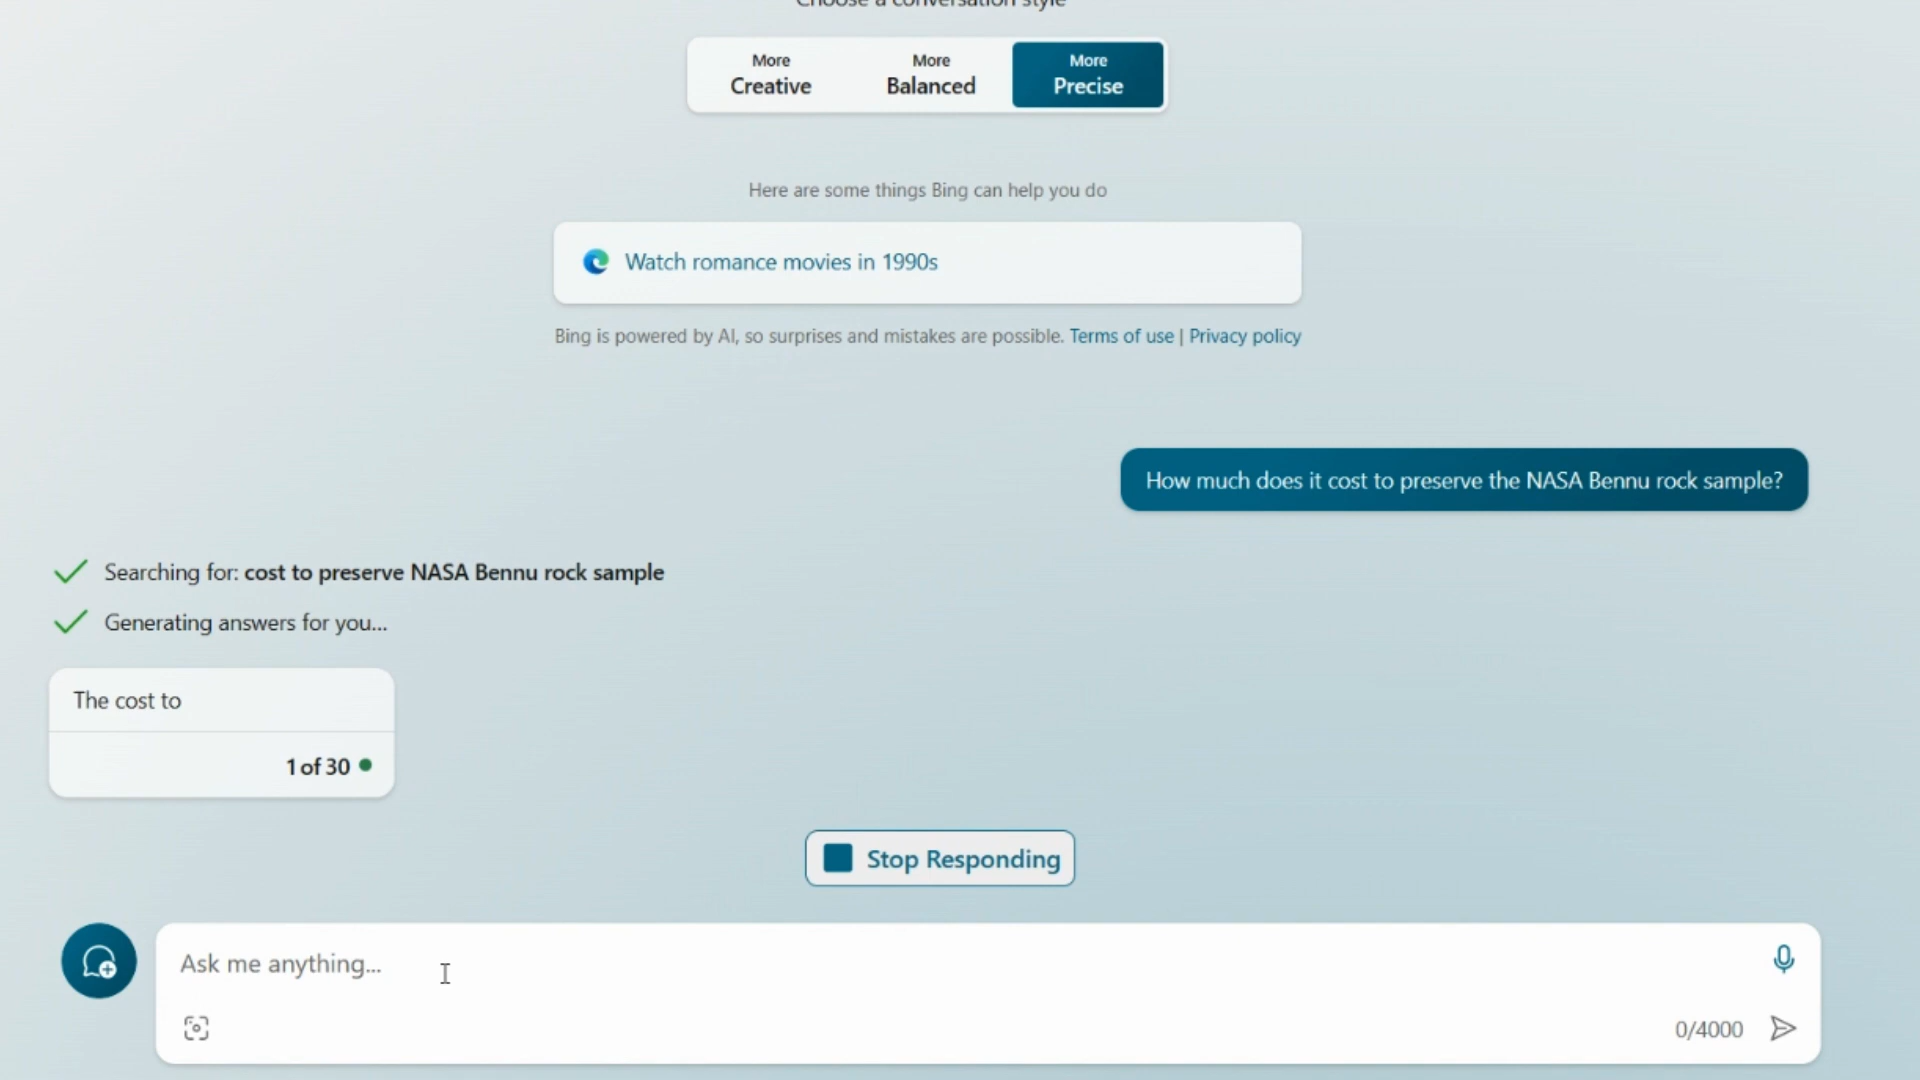 Choose a conversation style
More
Creative
More
Balanced
More
Precise
Here are some things Bing can help you do
Watch romance movies in 1990s
Bing is powered by AI, so surprises and mistakes are possible. Terms of use | Privacy policy
How much does it cost to preserve the NASA Bennu rock sample?
Searching for: cost to preserve NASA Bennu rock sample
Generating answers for you...
The cost to
1 of 30
Stop Responding
Ask me anything...
0/4000